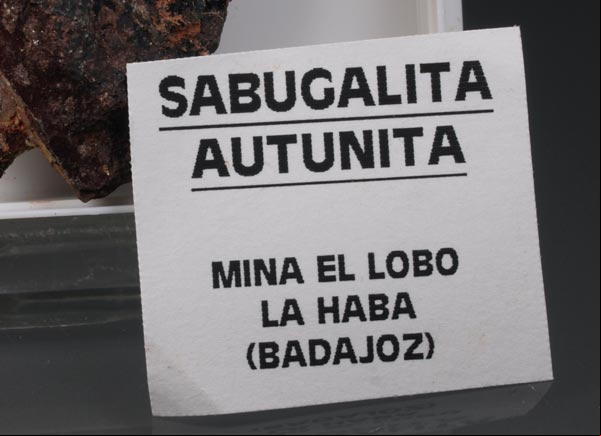 SABUGALITA
AUTUNITA
MINA EL LOBO
LA HABA
(BADAJOZ)